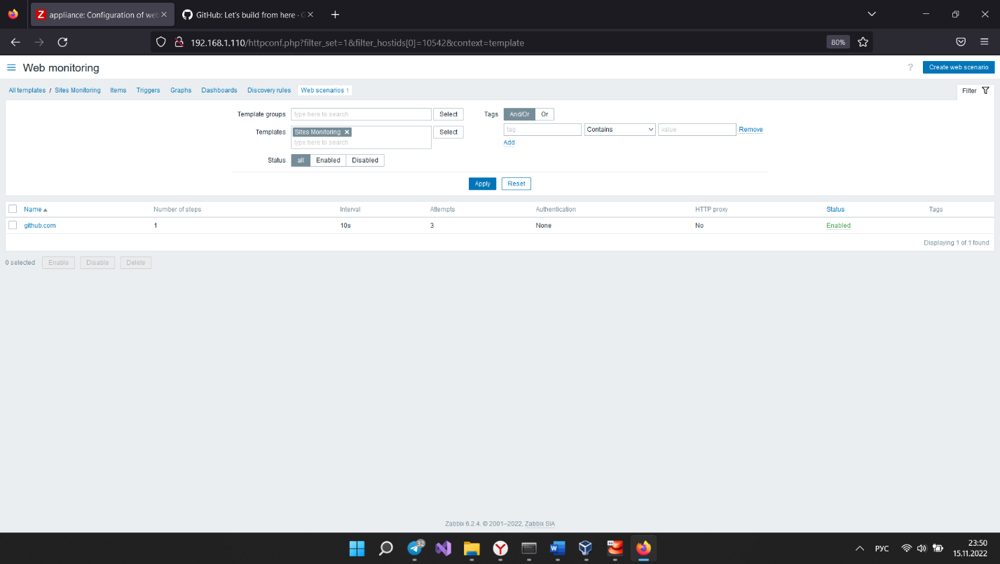 Z appliance: Configuration of web
GitHub: Let's build from here · G
192.168.1.110/httpconf.php?filter_set=1&filter_hostids[0]=10542&context=template
80%
Web monitoring
?
Create web scenario
All templates / Sites Monitoring Items Triggers Graphs Dashboards Discovery rules Web scenarios 1
Filter
Template groups type here to search Select Tags And/Or Or
Templates Sites Monitoring Select tag Contains value Remove
type here to search Add
Status all Enabled Disabled
Apply Reset
Name Number of steps Interval Attempts Authentication HTTP proxy Status Tags
github.com 1 10s 3 None No Enabled
Displaying 1 of 1 found
0 selected Enable Disable Delete
Zabbix 6.2.4. © 2001–2022, Zabbix SIA
32
W
Y
64
РУС
23:50
15.11.2022